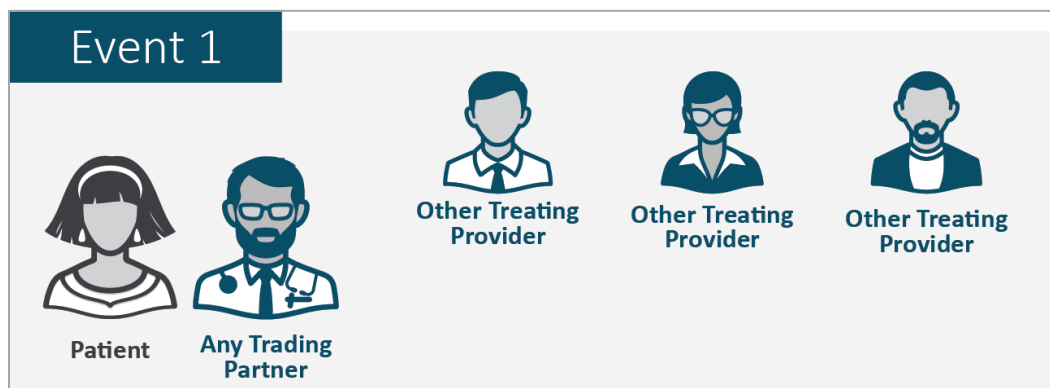 Event 1
Other Treating
Provider
Other Treating
Provider
Other Treating
Provider
Patient
Any Trading
Partner